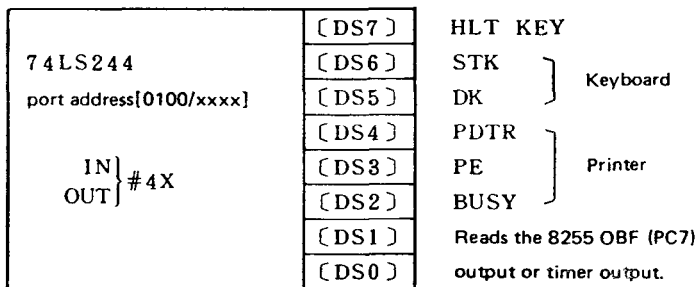 〔DS7〕 HLT KEY
74LS244 〔DS6〕 STK
Keyboard
port address[0100/xxxx] 〔DS5〕 DK
〔DS4〕 PDTR
IN 〔DS3〕 PE Printer
OUT #4X
〔DS2〕 BUSY
〔DS1〕 Reads the 8255 OBF (PC7)
〔DS0〕 output or timer output.